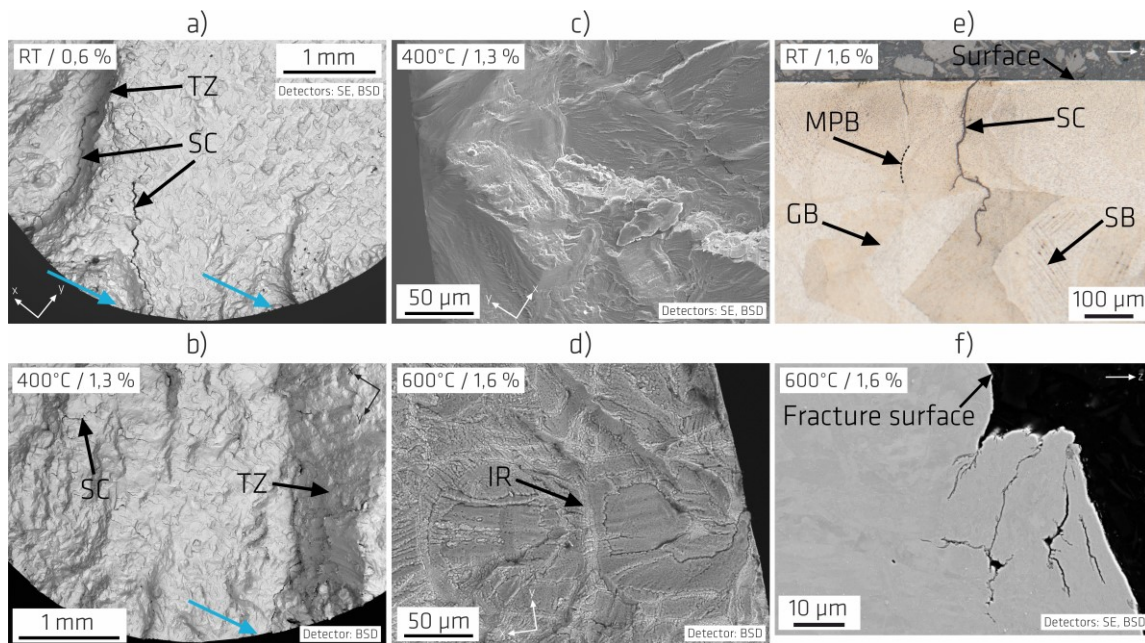 a)
RT / 0,6 %
1 mm
Detectors: SE, BSD
TZ
SC
x
y
b)
400°C / 1,3 %
SC
TZ
1 mm
Detector: BSD
c)
400°C / 1,3 %
50 µm
y
x
Detectors: SE, BSD
d)
600°C / 1,6 %
IR
50 µm
y
Detectors: SE, BSD
e)
RT / 1,6 %
Surface
z
MPB
SC
GB
SB
100 µm
f)
600°C / 1,6 %
z
Fracture surface
10 µm
Detectors: SE, BSD